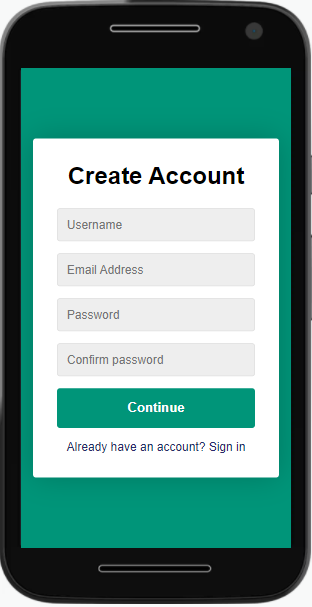 Create Account
Username
Email Address
Password
Confirm password
Continue
Already have an account? Sign in